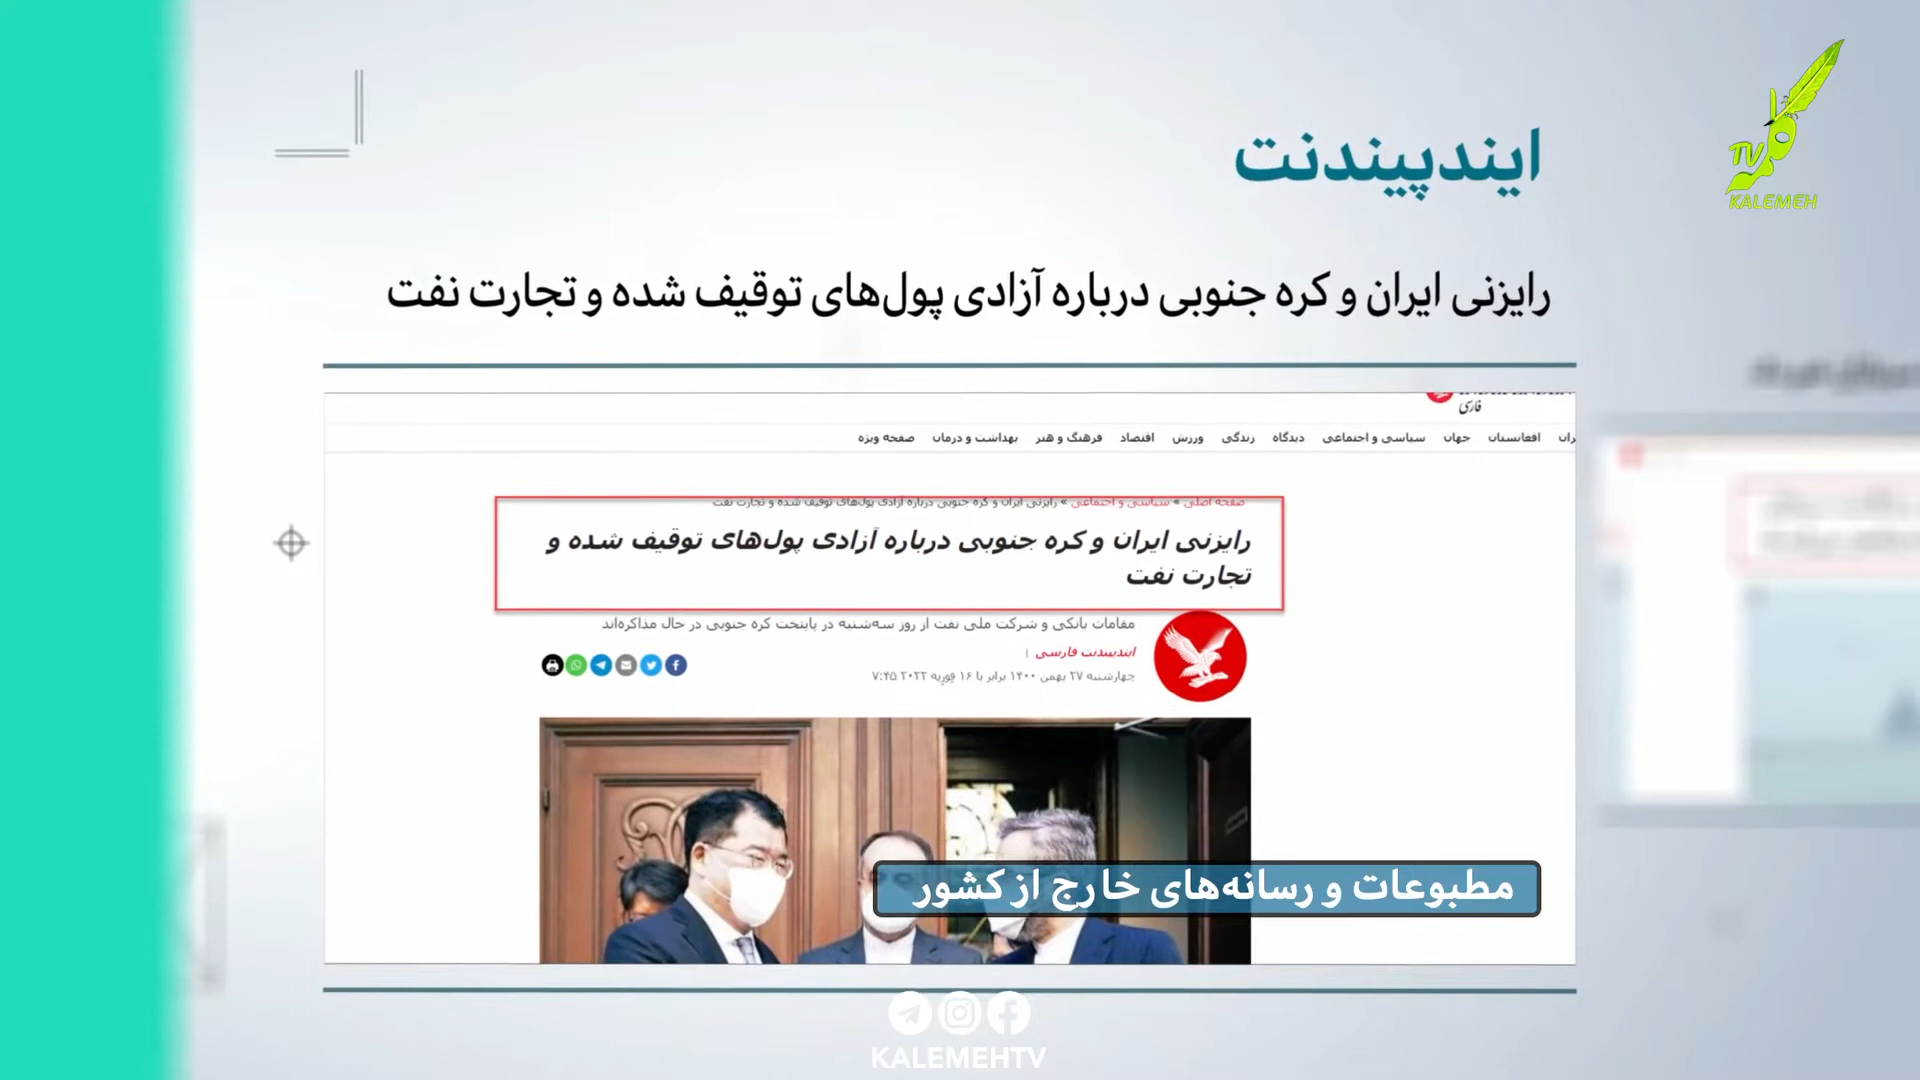 ایندپیندنت
TV
KALEMEH
رایزنی ایران و کره جنوبی درباره آزادی پول‌های توقیف شده و تجارت نفت
فارسی
افغانستان جهان سیاسی و اجتماعی دیدگاه زندگی ورزش اقتصاد فرهنگ و هنر بهداشت و درمان صفحه ویژه
صفحه اصلی » سیاسی و اجتماعی » رایزنی ایران و کره جنوبی درباره آزادی پول‌های توقیف شده و تجارت نفت
رایزنی ایران و کره جنوبی درباره آزادی پول‌های توقیف شده و
تجارت نفت
مقامات بانکی و شرکت ملی نفت از روز سه‌شنبه در پایتخت کره جنوبی در حال مذاکره‌اند
ایندیپندنت فارسی |
چهارشنبه ۲۷ بهمن ۱۴۰۰ برابر با ۱۶ فوریه ۲۰۲۲ ۷:۴۵
مطبوعات و رسانه‌های خارج از کشور
KALEMEHTV